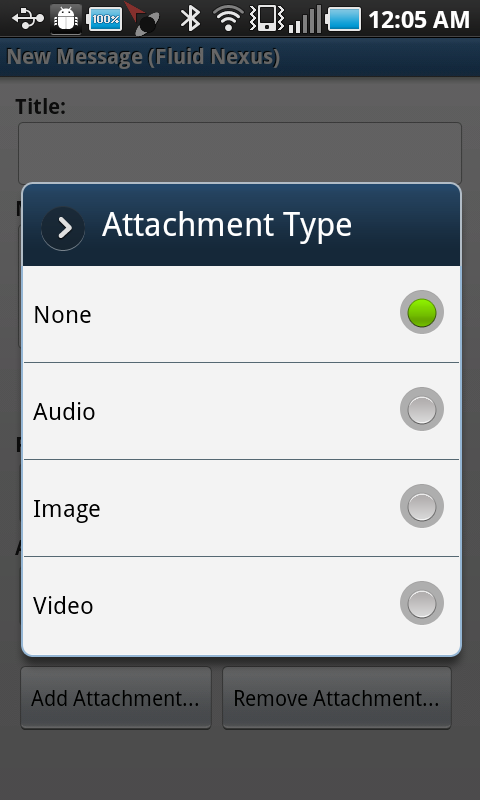 100%
12:05 AM
New Message (Fluid Nexus)
Title:
Attachment Type
None
Audio
Image
Video
Add Attachment...
Remove Attachment...